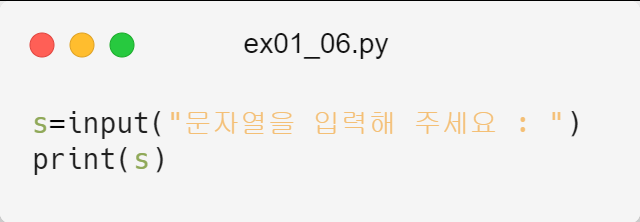 ex01_06.py
s=input("문자열을 입력해 주세요 : ")
print(s)